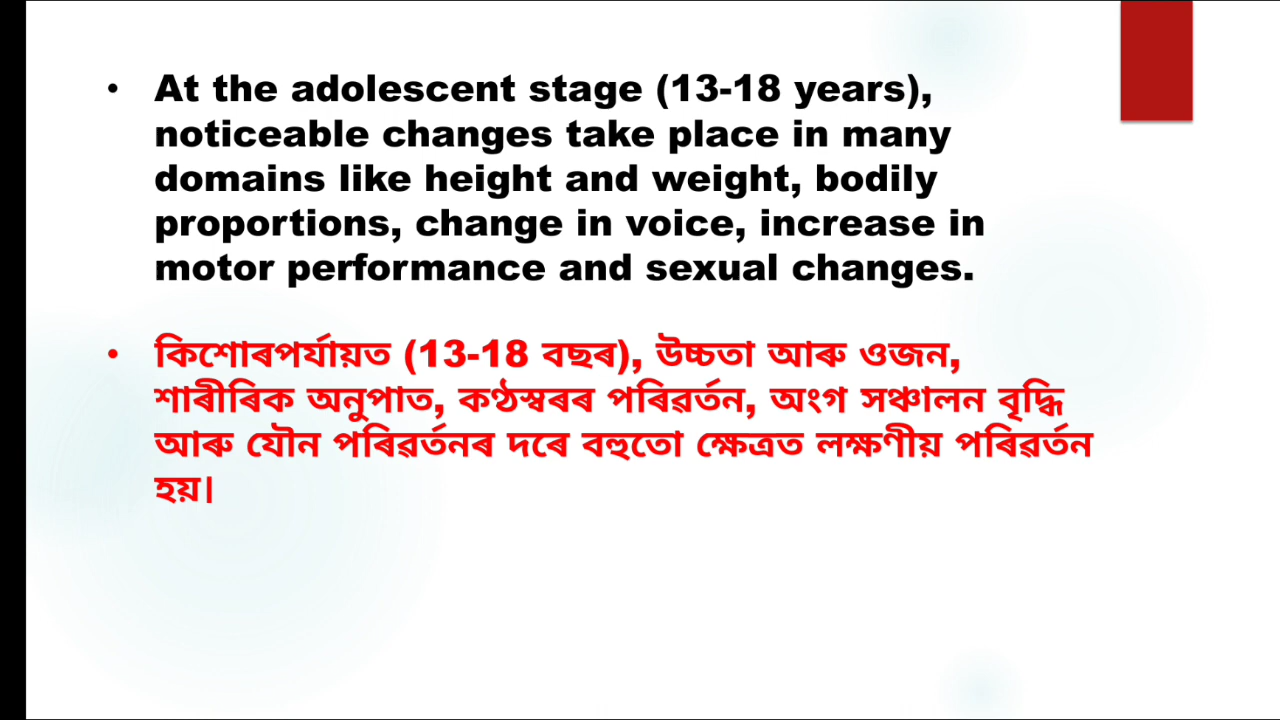 • At the adolescent stage (13-18 years),
noticeable changes take place in many
domains like height and weight, bodily
proportions, change in voice, increase in
motor performance and sexual changes.
• কিশোৰপৰ্যায়ত (13-18 বছৰ), উচ্চতা আৰু ওজন,
শাৰীৰিক অনুপাত, কণ্ঠস্বৰৰ পৰিৱৰ্তন, অংগ সঞ্চালন বৃদ্ধি
আৰু যৌন পৰিৱৰ্তনৰ দৰে বহুতো ক্ষেত্ৰত লক্ষণীয় পৰিৱৰ্তন
হয়।